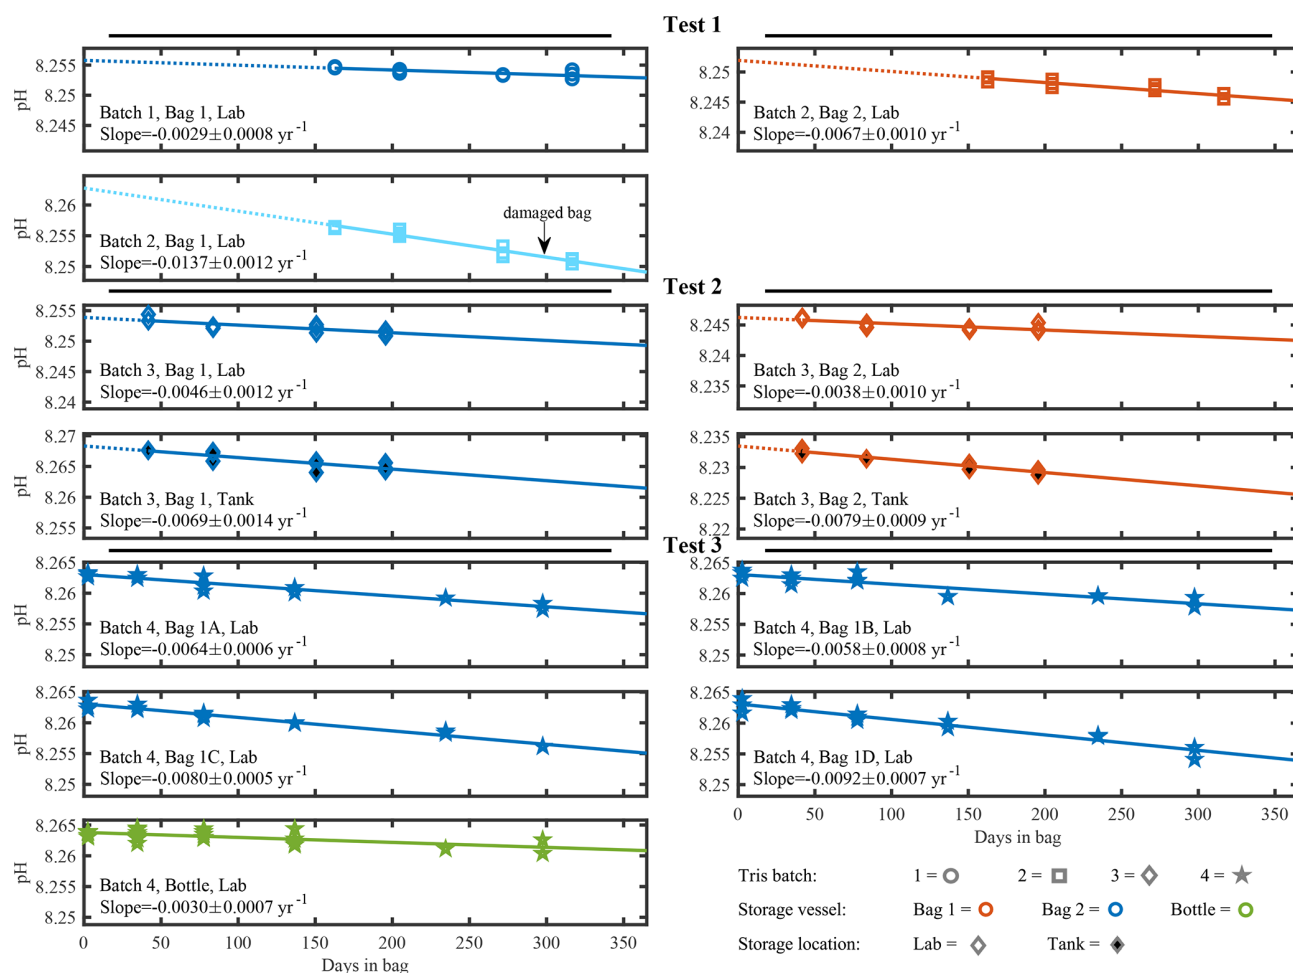 Test 1
pH
8.255
8.25
8.245
Batch 1, Bag 1, Lab
Slope=-0.0029±0.0008 yr -1
8.25
8.245
8.24
Batch 2, Bag 2, Lab
Slope=-0.0067±0.0010 yr -1
pH
8.26
8.255
8.25
damaged bag
Batch 2, Bag 1, Lab
Slope=-0.0137±0.0012 yr -1
Test 2
pH
8.255
8.25
8.245
8.24
Batch 3, Bag 1, Lab
Slope=-0.0046±0.0012 yr -1
8.245
8.24
8.235
Batch 3, Bag 2, Lab
Slope=-0.0038±0.0010 yr -1
pH
8.27
8.265
8.26
8.255
Batch 3, Bag 1, Tank
Slope=-0.0069±0.0014 yr -1
8.235
8.23
8.225
8.22
Batch 3, Bag 2, Tank
Slope=-0.0079±0.0009 yr -1
Test 3
pH
8.265
8.26
8.255
8.25
Batch 4, Bag 1A, Lab
Slope=-0.0064±0.0006 yr -1
8.265
8.26
8.255
8.25
Batch 4, Bag 1B, Lab
Slope=-0.0058±0.0008 yr -1
pH
8.265
8.26
8.255
8.25
Batch 4, Bag 1C, Lab
Slope=-0.0080±0.0005 yr -1
8.265
8.26
8.255
8.25
Batch 4, Bag 1D, Lab
Slope=-0.0092±0.0007 yr -1
0 50 100 150 200 250 300 350
Days in bag
pH
8.265
8.26
8.255
8.25
Batch 4, Bottle, Lab
Slope=-0.0030±0.0007 yr -1
0 50 100 150 200 250 300 350
Days in bag
Tris batch: 1 = 2 = 3 = 4 =
Storage vessel: Bag 1 = Bag 2 = Bottle =
Storage location: Lab = Tank =